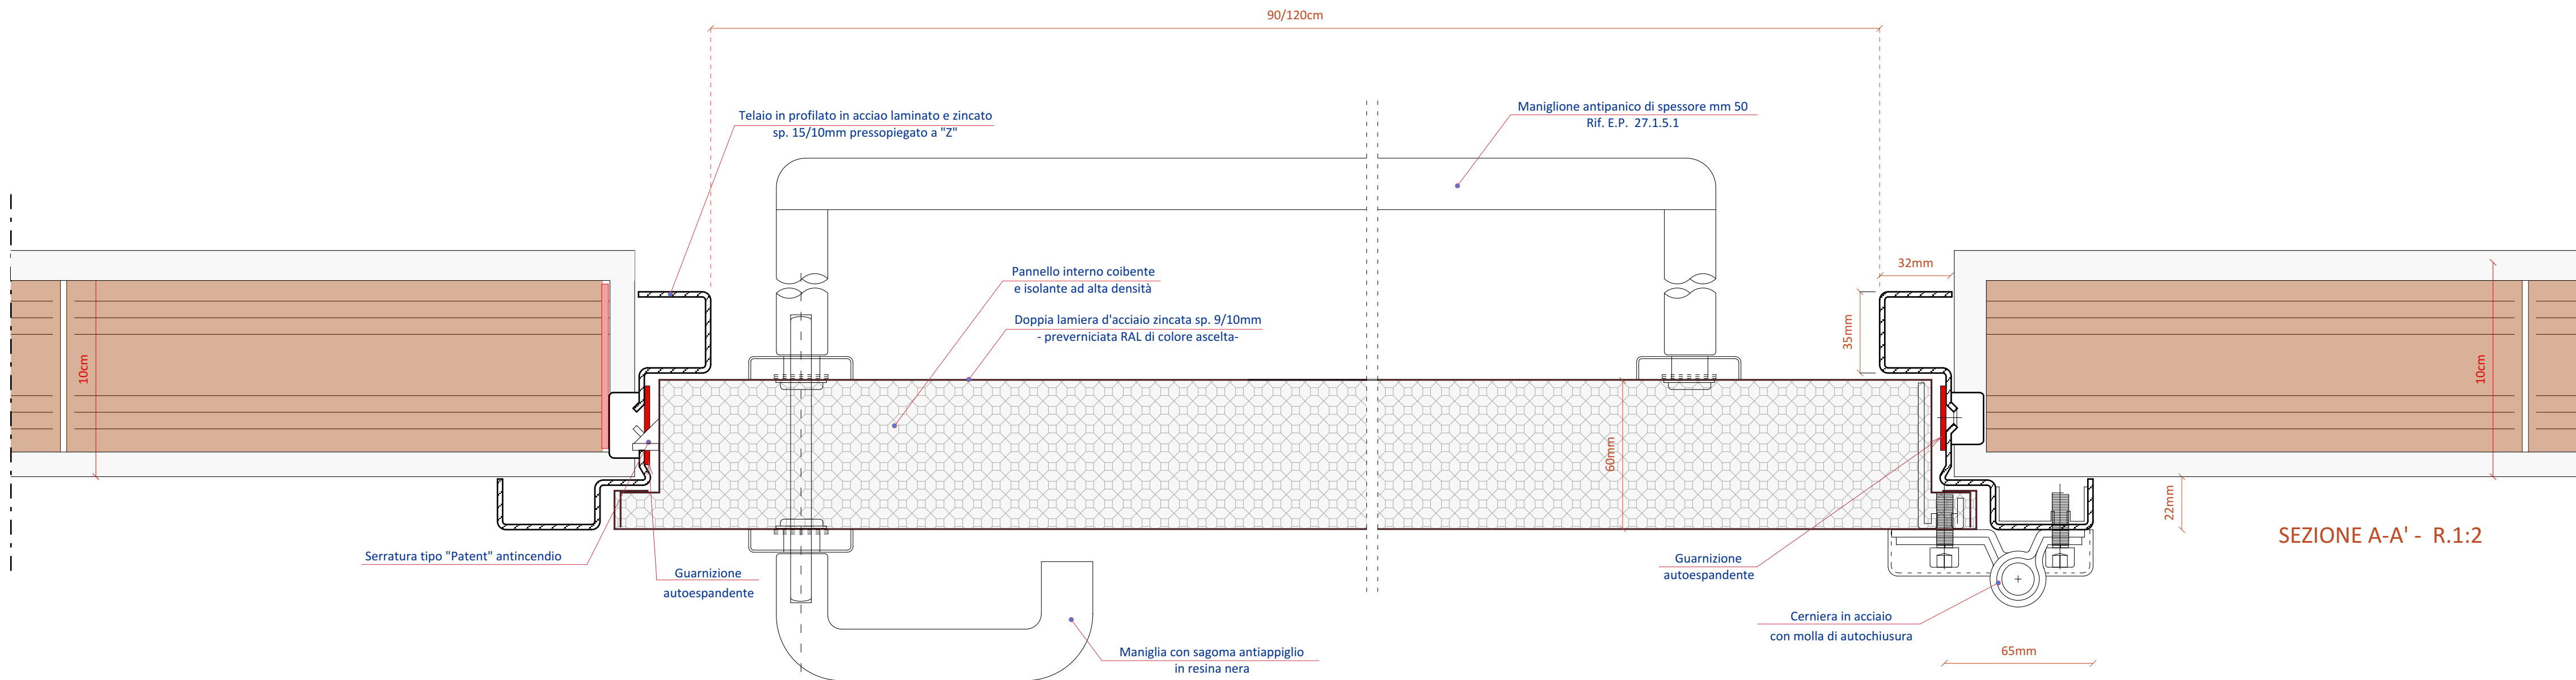 90/120cm
Telaio in profilato in acciao laminato e zincato
sp. 15/10mm pressopiegato a "Z"
Maniglione antipanico di spessore mm 50
Rif. E.P. 27.1.5.1
Pannello interno coibente
e isolante ad alta densità
Doppia lamiera d'acciaio zincata sp. 9/10mm
- preverniciata RAL di colore ascelta-
32mm
35mm
10cm
10cm
60mm
22mm
SEZIONE A-A' - R.1:2
Serratura tipo "Patent" antincendio
Guarnizione
autoespandente
Guarnizione
autoespandente
Cerniera in acciaio
con molla di autochiusura
Maniglia con sagoma antiappiglio
in resina nera
65mm